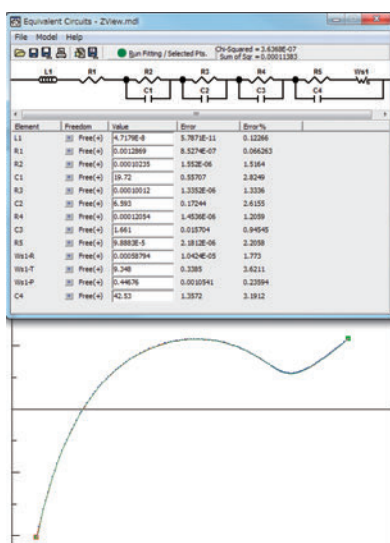 Equivalent Circuits - ZView.mdl
File Model Help
Run Fitting / Selected Pts.
Chi-Squared = 3.6368E-07
Sum of Sqr = 0.00011383
L1 R1 R2 R3 R4 R5 Ws1
C1 C2 C3 C4
Element Freedom Value Error Error%
L1 Free(+) 4.7179E-8 5.7871E-11 0.12266
R1 Free(+) 0.0012869 8.5274E-07 0.066263
R2 Free(+) 0.00010235 1.552E-06 1.5164
C1 Free(+) 19.72 0.55707 2.8249
R3 Free(+) 0.00010012 1.3352E-06 1.3336
C2 Free(+) 6.593 0.17244 2.6155
R4 Free(+) 0.00012054 1.4536E-06 1.2059
C3 Free(+) 1.661 0.015704 0.94545
R5 Free(+) 9.8883E-5 2.1812E-06 2.2058
Ws1-R Free(+) 0.00058794 1.0424E-05 1.773
Ws1-T Free(+) 9.348 0.3385 3.6211
Ws1-P Free(+) 0.44676 0.0010541 0.23594
C4 Free(+) 42.53 1.3572 3.1912